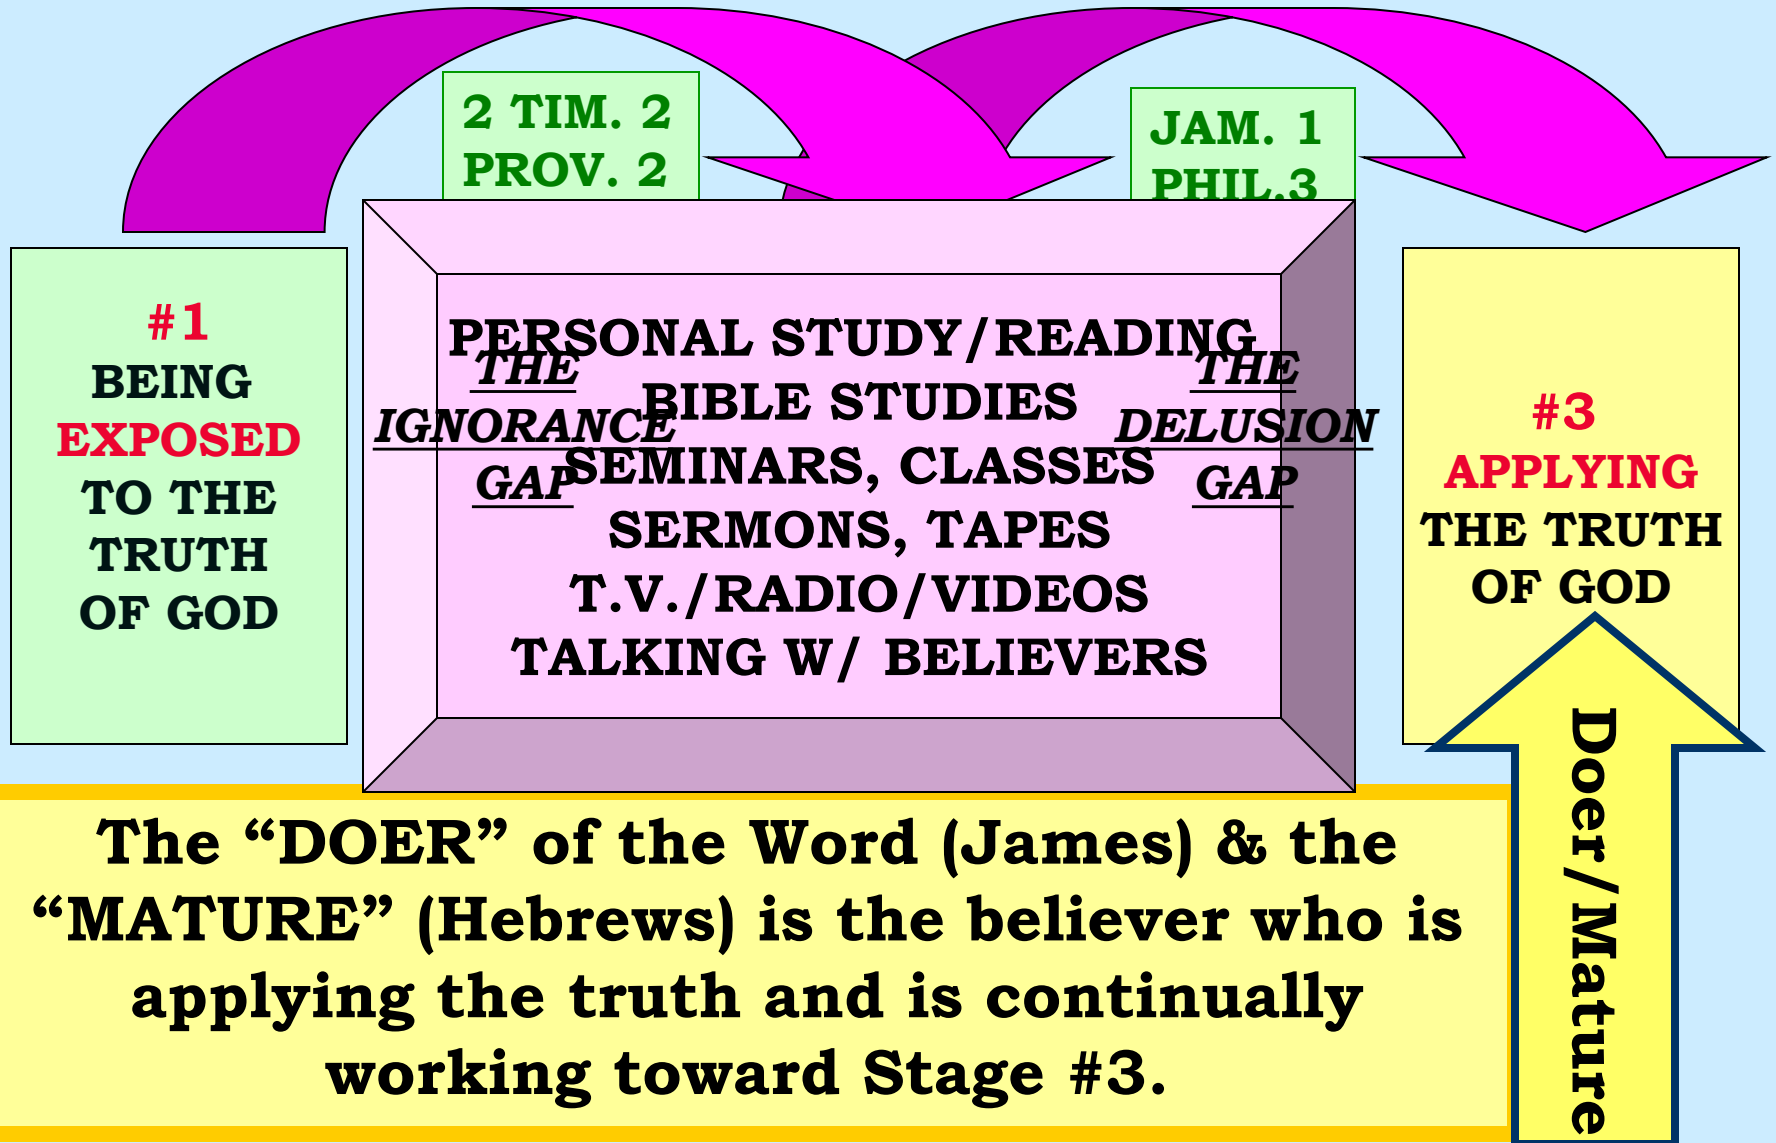 2 TIM. 2
PROV. 2
JAM. 1
PHIL.3
#1
BEING
EXPOSED
TO THE
TRUTH
OF GOD
THE
IGNORANCE
GAP
PERSONAL STUDY/READING
BIBLE STUDIES
SEMINARS, CLASSES
SERMONS, TAPES
T.V./RADIO/VIDEOS
TALKING W/ BELIEVERS
THE
DELUSION
GAP
#3
APPLYING
THE TRUTH
OF GOD
Doer/Mature
The “DOER” of the Word (James) & the
“MATURE” (Hebrews) is the believer who is
applying the truth and is continually
working toward Stage #3.